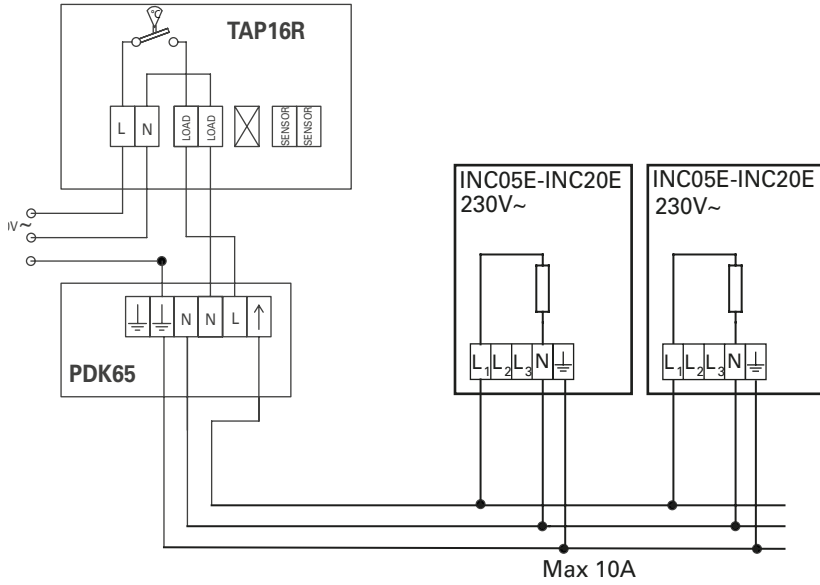 °C
TAP16R
L N LOAD LOAD SENSOR SENSOR
V~
N N L
PDK65
INC05E-INC20E
230V~
L1 L2 L3 N
INC05E-INC20E
230V~
L1 L2 L3 N
Max 10A